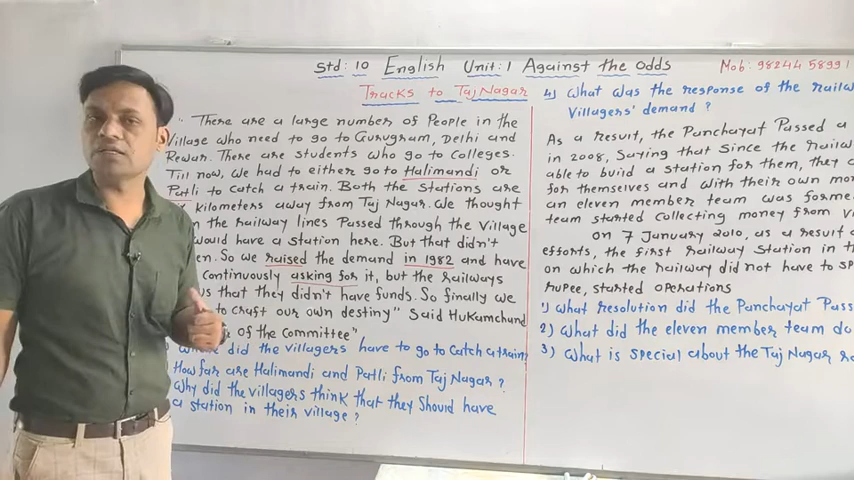 Std: 10 English Unit: 1 Against the odds
Mob: 98244 58991
Tracks to Taj Nagar
" There are a large number of People in the
Village who need to go to Gurugram, Delhi and
Rewar. There are students who go to Colleges.
Till now, we had to either go to Halimandi or
Patli to Catch a train. Both the Stations are
kilometers away from Taj Nagar. We thought
the railway lines Passed through the Village
would have a station here. But that didn't
So we raised the demand in 1982 and have
Continuously asking for it, but the railways
us that they didn't have funds. So finally we
to Craft our own destiny" Said Hukamchand
of the Committee"
did the villagers have to go to Catch a train
How far are Halimandi and Patli from Taj Nagar?
Why did the villagers think that they Should have
a station in their village?
4) What was the response of the
Villagers' demand?
As a result, the Panchayat Passed a
in 2008, Saying that Since the
able to build a station for them, they
for themselves and with their own
an eleven member team was
team started Collecting money from
On 7 January 2010, as a result
efforts, the first railway Station in
on which the railway did not have to
rupee, started operations
1) What resolution did the Panchayat
2) What did the eleven member team do
3) What is special about the Taj Nagar